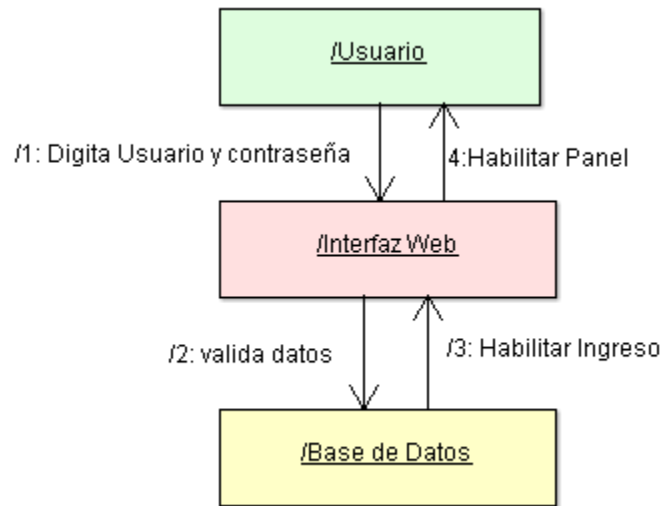 /Usuario
/1: Digita Usuario y contraseña
4:Habilitar Panel
/Interfaz Web
/2: valida datos
/3: Habilitar Ingreso
/Base de Datos